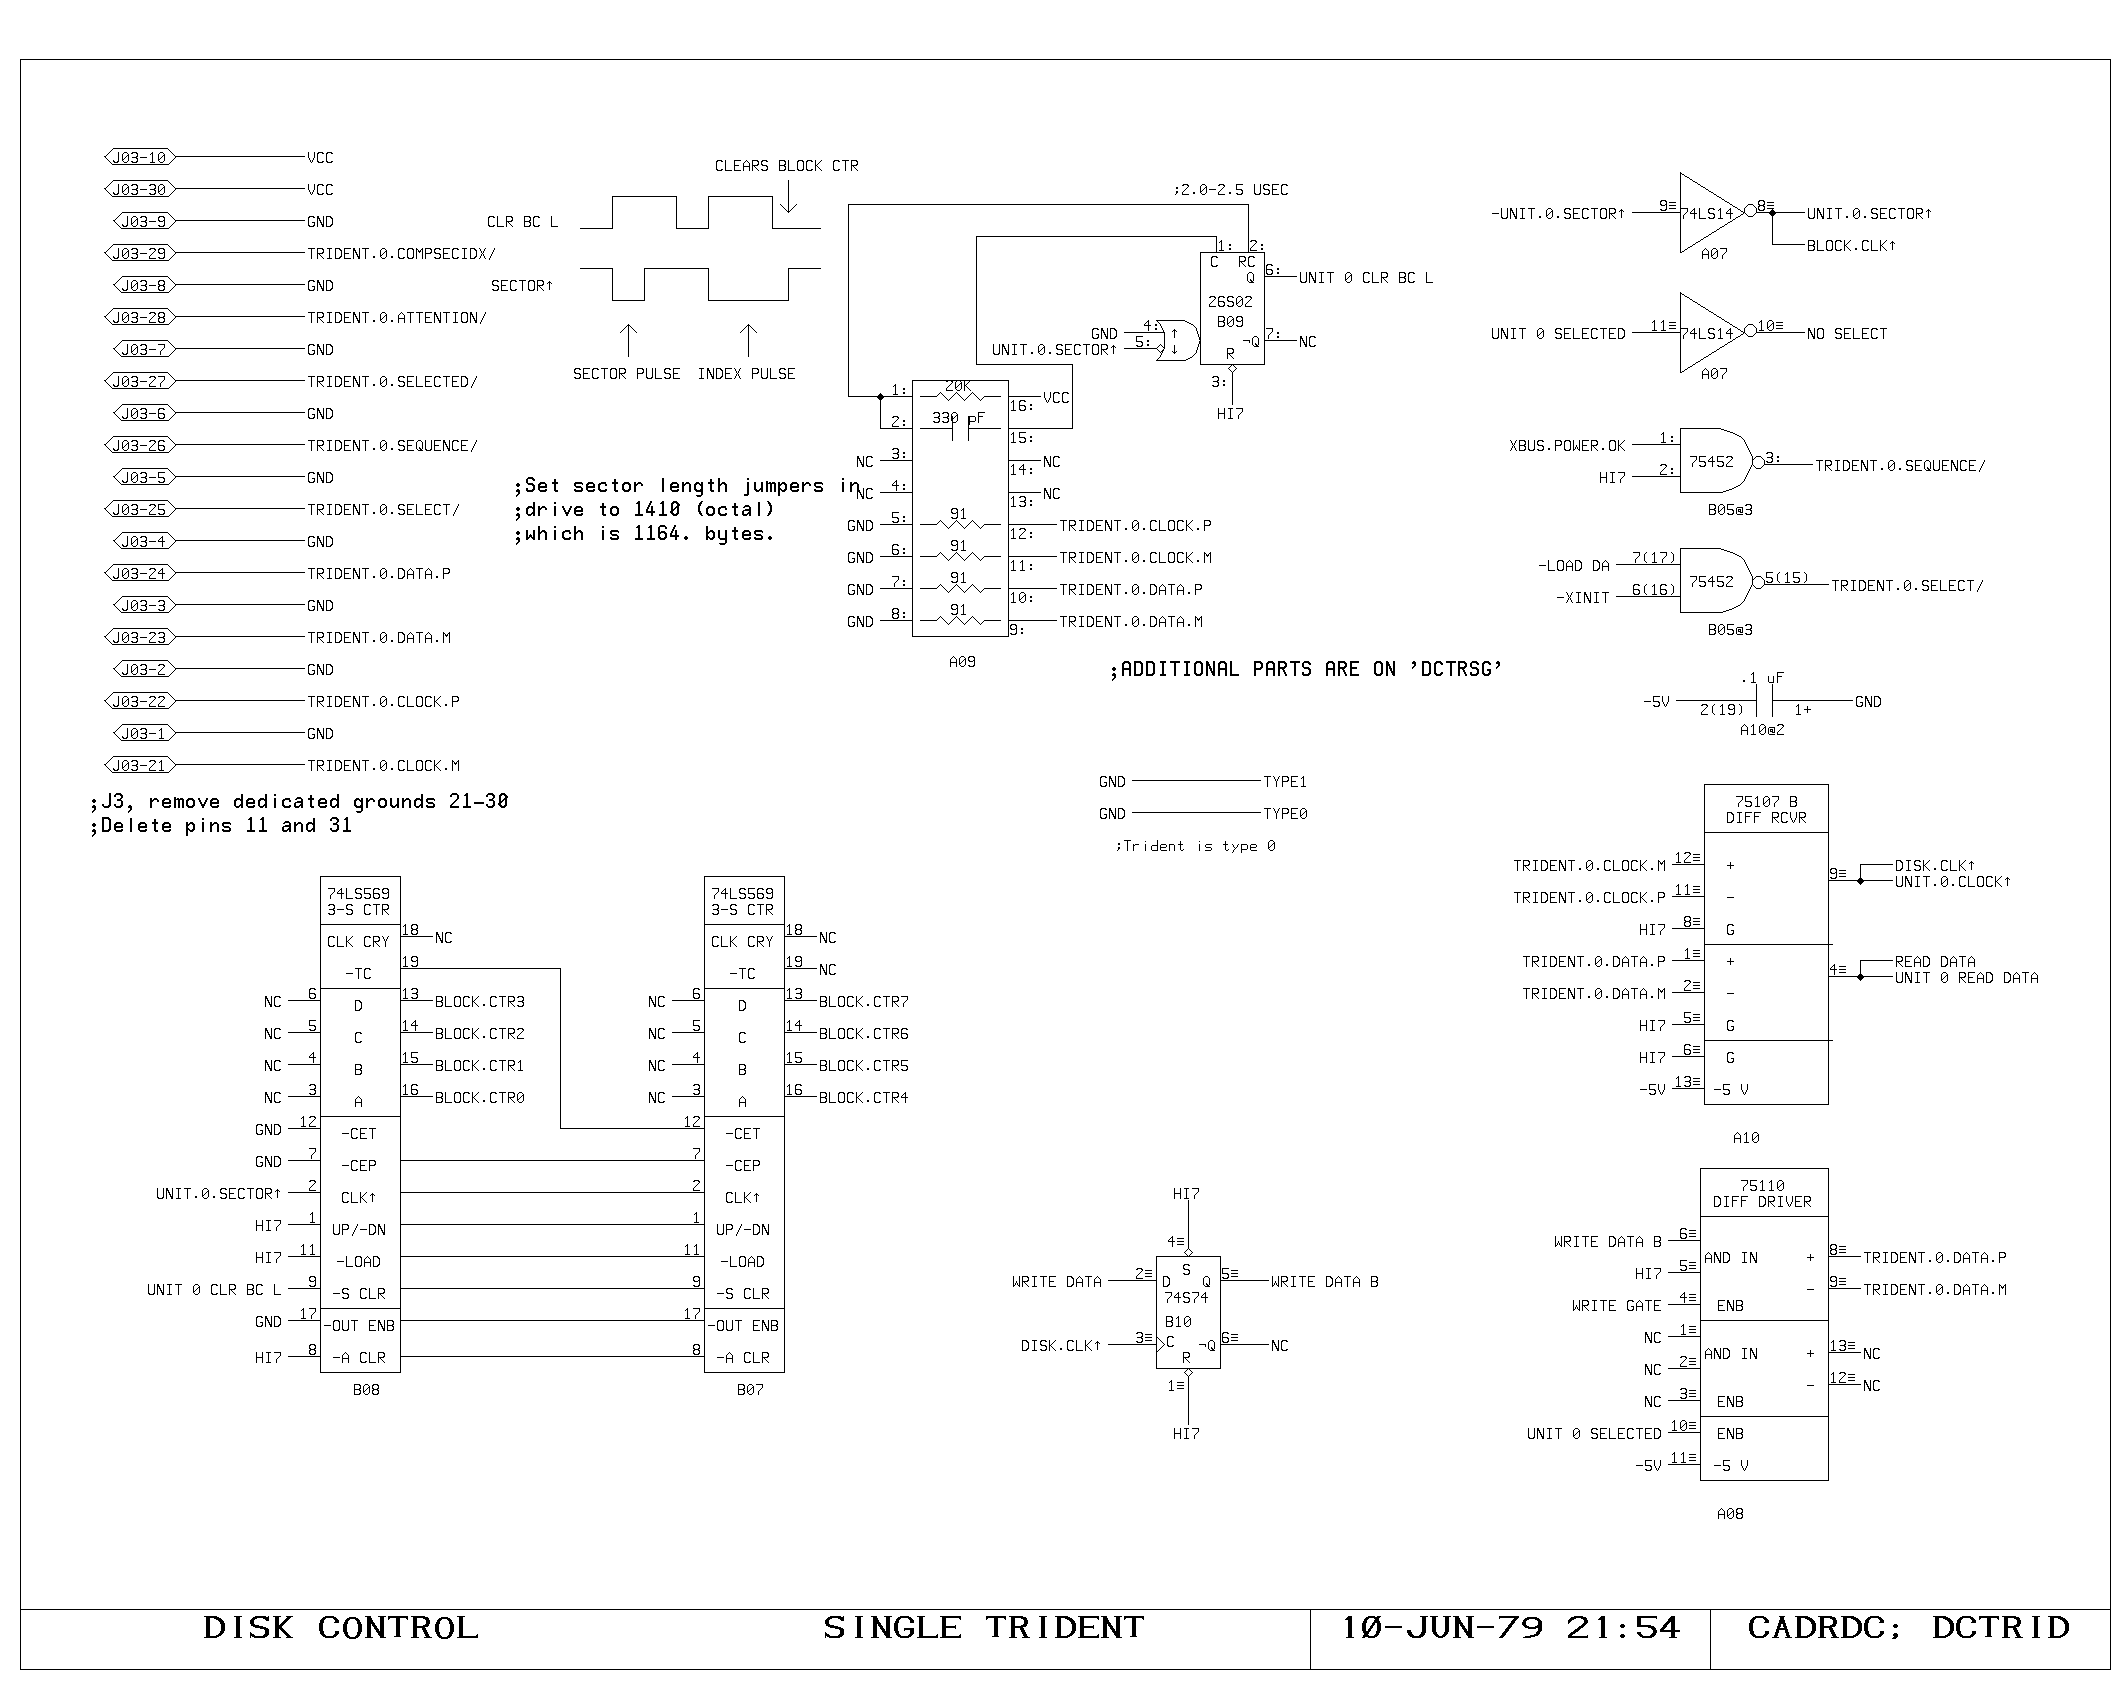 J03-10 VCC
J03-30 VCC
J03-9 GND
J03-29 TRIDENT.0.COMPSECIDX/
J03-8 GND
J03-28 TRIDENT.0.ATTENTION/
J03-7 GND
J03-27 TRIDENT.0.SELECTED/
J03-6 GND
J03-26 TRIDENT.0.SEQUENCE/
J03-5 GND
J03-25 TRIDENT.0.SELECT/
J03-4 GND
J03-24 TRIDENT.0.DATA.P
J03-3 GND
J03-23 TRIDENT.0.DATA.M
J03-2 GND
J03-22 TRIDENT.0.CLOCK.P
J03-1 GND
J03-21 TRIDENT.0.CLOCK.M
;J3, remove dedicated grounds 21-30
;Delete pins 11 and 31
CLEARS BLOCK CTR
CLR BC L
SECTOR↑
SECTOR PULSE INDEX PULSE
;Set sector length jumpers in
;drive to 1410 (octal)
;which is 1164. bytes.
;2.0-2.5 USEC
1: 2:
C RC
Q 6: UNIT 0 CLR BC L
26S02
B09
GND 4: ↑
UNIT.0.SECTOR↑ 5: ↓
¬Q 7: NC
R
3:
HI7
1: 20K 16: VCC
2: 330 pF 15:
NC 3: 14: NC
NC 4: 13: NC
GND 5: 91 12: TRIDENT.0.CLOCK.P
GND 6: 91 11: TRIDENT.0.CLOCK.M
GND 7: 91 10: TRIDENT.0.DATA.P
GND 8: 91 9: TRIDENT.0.DATA.M
A09
;ADDITIONAL PARTS ARE ON 'DCTRSG'
GND TYPE1
GND TYPE0
;Trident is type 0
-UNIT.0.SECTOR↑ 9≡ 74LS14 8≡ UNIT.0.SECTOR↑
BLOCK.CLK↑
A07
UNIT 0 SELECTED 11≡ 74LS14 10≡ NO SELECT
A07
XBUS.POWER.OK 1:
HI7 2: 75452 3: TRIDENT.0.SEQUENCE/
B05@3
-LOAD DA 7(17)
-XINIT 6(16) 75452 5(15) TRIDENT.0.SELECT/
B05@3
.1 uF
-5V 2(19) 1+ GND
A10@2
75107 B
DIFF RCVR
TRIDENT.0.CLOCK.M 12≡ + 9≡ DISK.CLK↑
UNIT.0.CLOCK↑
TRIDENT.0.CLOCK.P 11≡ -
HI7 8≡ G
TRIDENT.0.DATA.P 1≡ + 4≡ READ DATA
UNIT 0 READ DATA
TRIDENT.0.DATA.M 2≡ -
HI7 5≡ G
HI7 6≡ G
-5V 13≡ -5 V
A10
74LS569
3-S CTR
CLK CRY 18 NC
-TC 19
NC 6 D 13 BLOCK.CTR3
NC 5 C 14 BLOCK.CTR2
NC 4 B 15 BLOCK.CTR1
NC 3 A 16 BLOCK.CTR0
GND 12 -CET
GND 7 -CEP
UNIT.0.SECTOR↑ 2 CLK↑
HI7 1 UP/-DN
HI7 11 -LOAD
UNIT 0 CLR BC L 9 -S CLR
GND 17 -OUT ENB
HI7 8 -A CLR
B08
74LS569
3-S CTR
CLK CRY 18 NC
-TC 19 NC
NC 6 D 13 BLOCK.CTR7
NC 5 C 14 BLOCK.CTR6
NC 4 B 15 BLOCK.CTR5
NC 3 A 16 BLOCK.CTR4
12 -CET
7 -CEP
2 CLK↑
1 UP/-DN
11 -LOAD
9 -S CLR
17 -OUT ENB
8 -A CLR
B07
HI7
4≡
S
WRITE DATA 2≡ D Q 5≡ WRITE DATA B
74S74
B10
DISK.CLK↑ 3≡ C ¬Q 6≡ NC
R
1≡
HI7
75110
DIFF DRIVER
WRITE DATA B 6≡ AND IN + 8≡ TRIDENT.0.DATA.P
HI7 5≡ - 9≡ TRIDENT.0.DATA.M
WRITE GATE 4≡ ENB
NC 1≡ AND IN + 13≡ NC
NC 2≡ - 12≡ NC
NC 3≡ ENB
UNIT 0 SELECTED 10≡ ENB
-5V 11≡ -5 V
A08
DISK CONTROL SINGLE TRIDENT 10-JUN-79 21:54 CADRDC; DCTRID